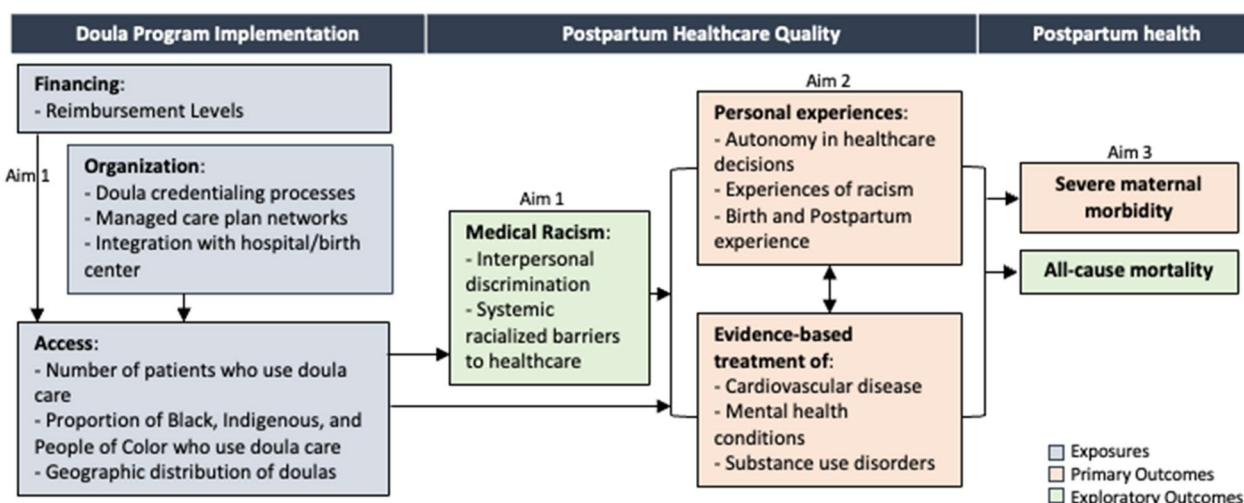 Doula Program Implementation
Postpartum Healthcare Quality
Postpartum health
Financing:
- Reimbursement Levels
Aim 1
Organization:
- Doula credentialing processes
- Managed care plan networks
- Integration with hospital/birth
center
Access:
- Number of patients who use doula
care
- Proportion of Black, Indigenous, and
People of Color who use doula care
- Geographic distribution of doulas
Aim 1
Medical Racism:
- Interpersonal
discrimination
- Systemic
racialized barriers
to healthcare
Aim 2
Personal experiences:
- Autonomy in healthcare
decisions
- Experiences of racism
- Birth and Postpartum
experience
Evidence-based
treatment of:
- Cardiovascular disease
- Mental health
conditions
- Substance use disorders
Aim 3
Severe maternal
morbidity
All-cause mortality
Exposures
Primary Outcomes
Exploratory Outcomes